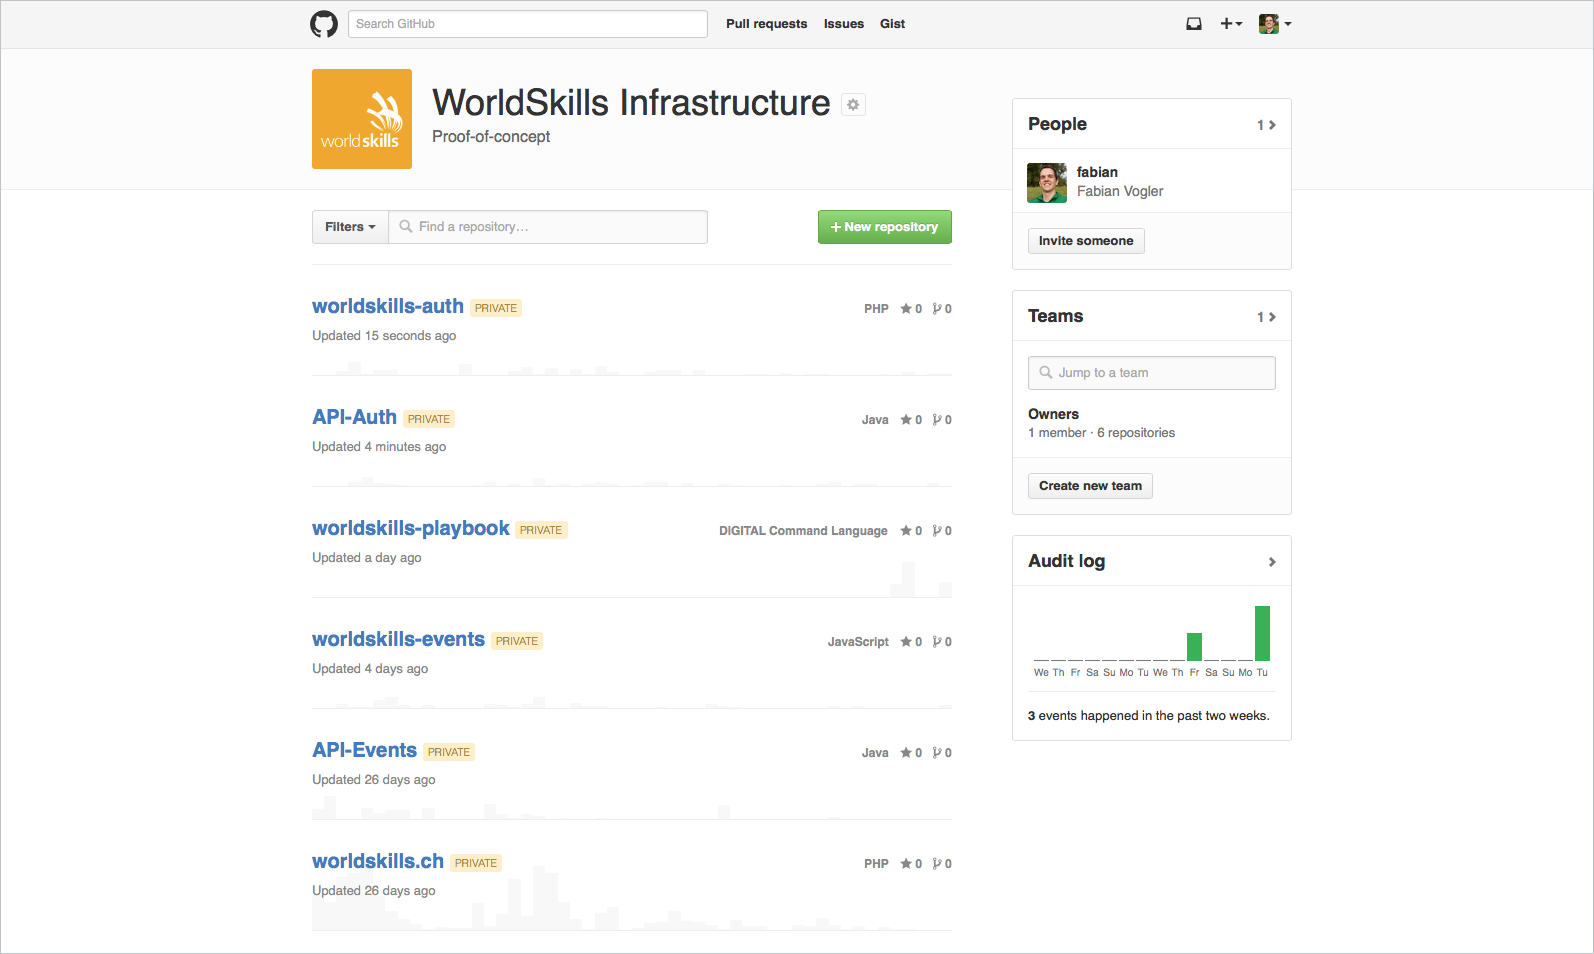 Search GitHub
Pull requests Issues Gist
worldskills
WorldSkills Infrastructure
Proof-of-concept
Filters
Find a repository…
New repository
worldskills-auth PRIVATE
PHP 0 0
Updated 15 seconds ago
API-Auth PRIVATE
Java 0 0
Updated 4 minutes ago
worldskills-playbook PRIVATE
DIGITAL Command Language 0 0
Updated a day ago
worldskills-events PRIVATE
JavaScript 0 0
Updated 4 days ago
API-Events PRIVATE
Java 0 0
Updated 26 days ago
worldskills.ch PRIVATE
PHP 0 0
Updated 26 days ago
People 1
fabian
Fabian Vogler
Invite someone
Teams 1
Jump to a team
Owners
1 member · 6 repositories
Create new team
Audit log
We Th Fr Sa Su Mo Tu We Th Fr Sa Su Mo Tu
3 events happened in the past two weeks.